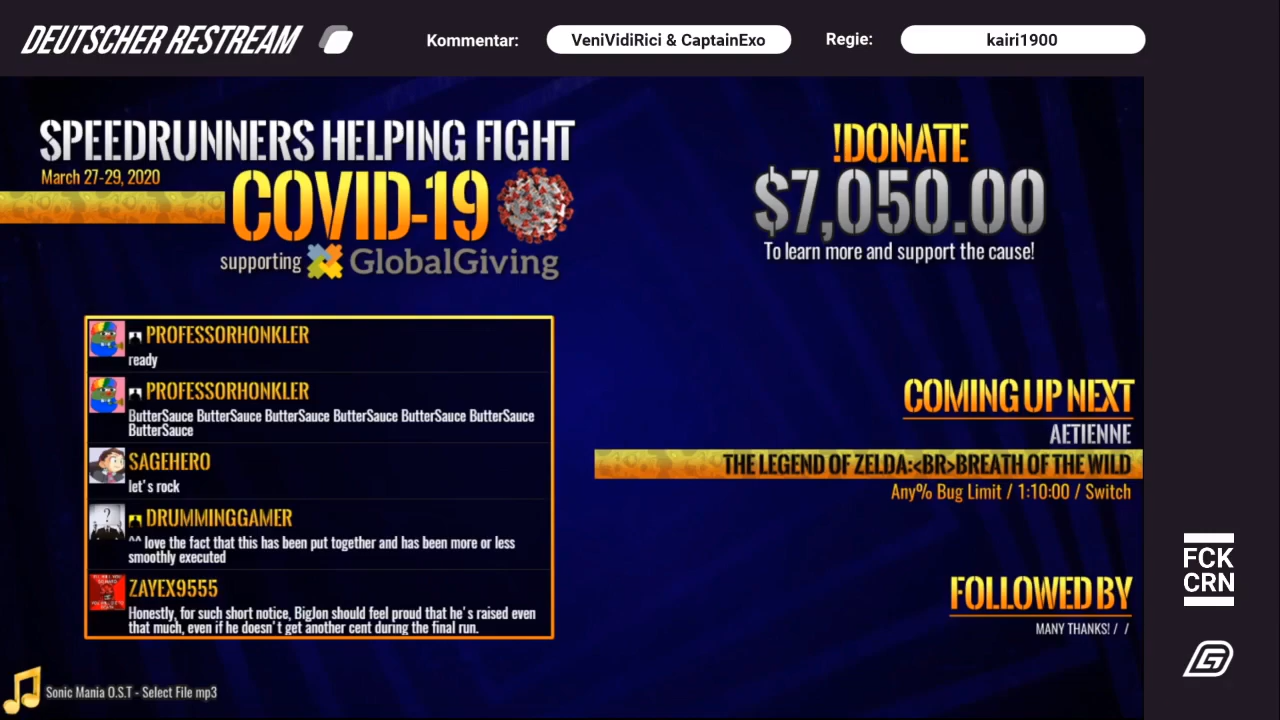 DEUTSCHER RESTREAM
Kommentar:
VeniVidiRici & CaptainExo
Regie:
kairi1900
SPEEDRUNNERS HELPING FIGHT
March 27-29, 2020
COVID-19
supporting GlobalGiving
!DONATE
$7,050.00
To learn more and support the cause!
PROFESSORHONKLER
ready
PROFESSORHONKLER
ButterSauce ButterSauce ButterSauce ButterSauce ButterSauce ButterSauce
ButterSauce
SAGEHERO
let's rock
DRUMMINGGAMER
^^ love the fact that this has been put together and has been more or less
smoothly executed
ZAYEX9555
Honestly, for such short notice, BigJon should feel proud that he's raised even
that much, even if he doesn't get another cent during the final run.
COMING UP NEXT
AETIENNE
THE LEGEND OF ZELDA:<BR>BREATH OF THE WILD
Any% Bug Limit / 1:10:00 / Switch
FOLLOWED BY
MANY THANKS! / /
FCK
CRN
Sonic Mania O.S.T - Select File mp3